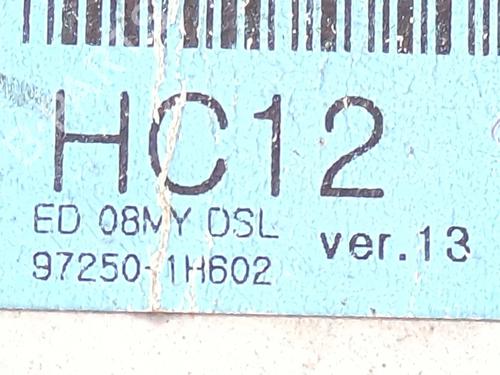 HC12
ED 08MY DSL
ver.13
97250-1H602